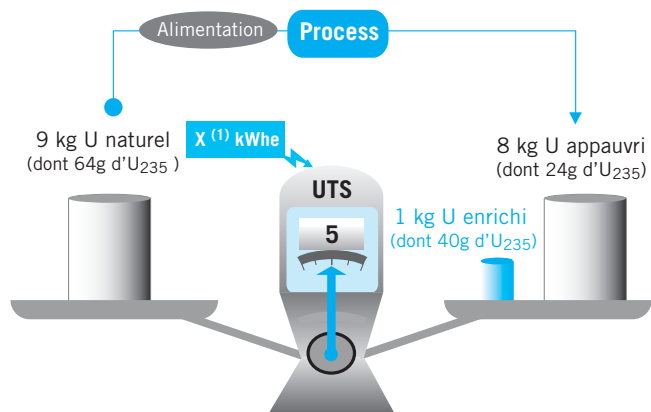 Alimentation
Process
9 kg U naturel
(dont 64g d'U235 )
X (1) kWhe
8 kg U appauvri
(dont 24g d'U235)
UTS
5
1 kg U enrichi
(dont 40g d'U235)